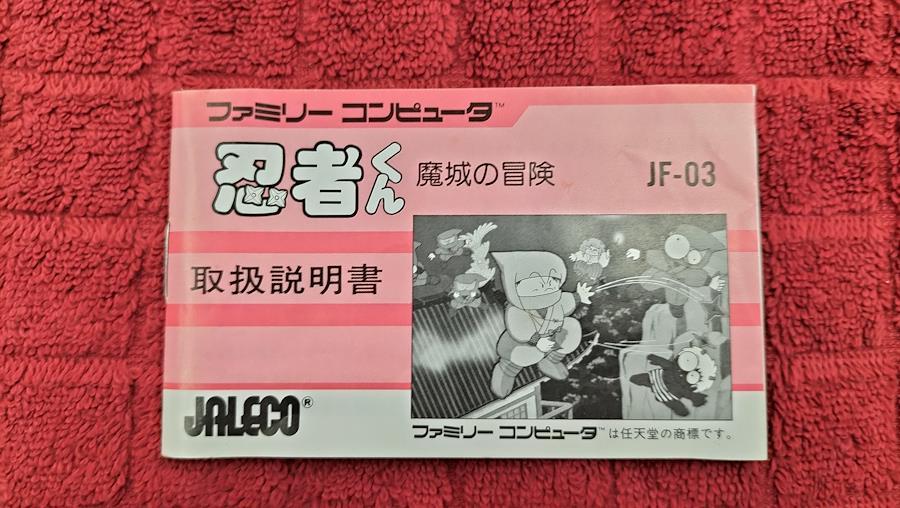 ファミリー コンピュータ™
忍者くん 魔城の冒険 JF-03
取扱説明書
JALECO®
ファミリー コンピュータ™は任天堂の商標です。